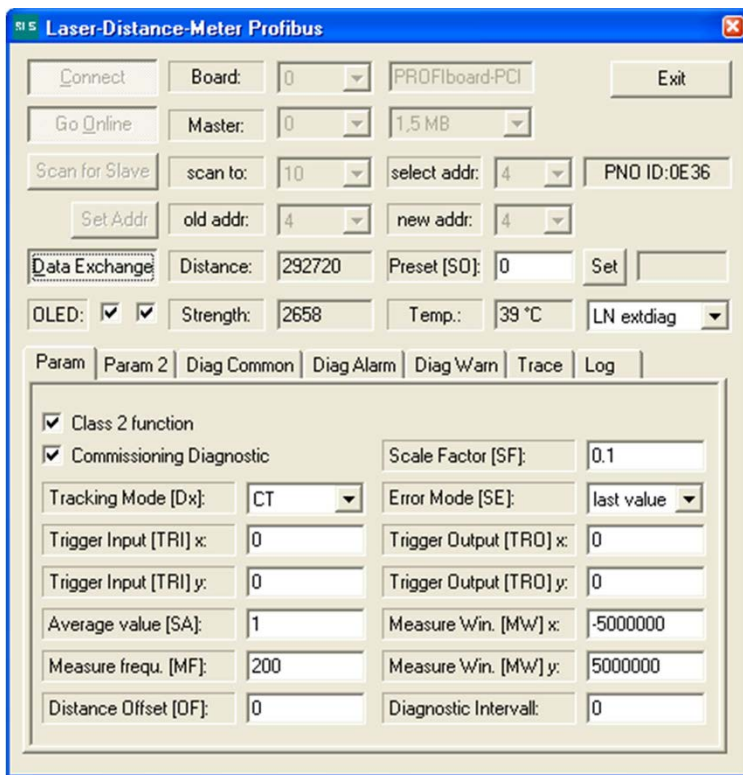 SLS Laser-Distance-Meter Profibus
Connect Board: 0 PROFIboard-PCI Exit
Go Online Master: 0 1,5 MB
Scan for Slave scan to: 10 select addr: 4 PNO ID:0E36
Set Addr old addr: 4 new addr: 4
Data Exchange Distance: 292720 Preset [SO]: 0 Set
OLED: Strength: 2658 Temp.: 39 °C LN extdiag
Param Param 2 Diag Common Diag Alarm Diag Warn Trace Log
Class 2 function
Commissioning Diagnostic Scale Factor [SF]: 0.1
Tracking Mode [Dx]: CT Error Mode [SE]: last value
Trigger Input [TRI] x: 0 Trigger Output [TRO] x: 0
Trigger Input [TRI] y: 0 Trigger Output [TRO] y: 0
Average value [SA]: 1 Measure Win. [MW] x: -5000000
Measure frequ. [MF]: 200 Measure Win. [MW] y: 5000000
Distance Offset [OF]: 0 Diagnostic Intervall: 0